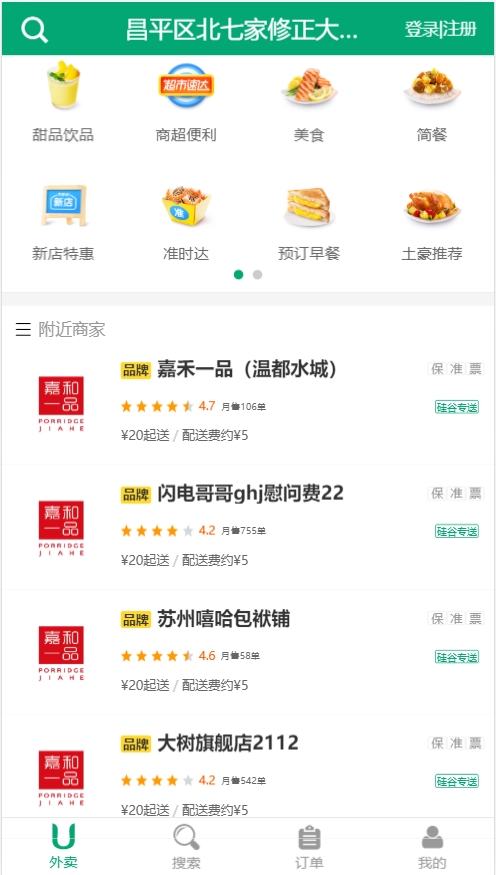 昌平区北七家修正大...
登录|注册
超市速达
甜品饮品
商超便利
美食
简餐
新店
准
新店特惠
准时达
预订早餐
土豪推荐
附近商家
品牌 嘉禾一品（温都水城） 保 准 票
嘉和一品
PORRIDGE
JIAHE
4.7 月售106单 硅谷专送
¥20起送 / 配送费约¥5
品牌 闪电哥哥ghj慰问费22 保 准 票
嘉和一品
PORRIDGE
JIAHE
4.2 月售755单 硅谷专送
¥20起送 / 配送费约¥5
品牌 苏州嘻哈包袱铺 保 准 票
嘉和一品
PORRIDGE
JIAHE
4.6 月售58单 硅谷专送
¥20起送 / 配送费约¥5
品牌 大树旗舰店2112 保 准 票
嘉和一品
PORRIDGE
JIAHE
4.2 月售542单 硅谷专送
¥20起送 / 配送费约¥5
外卖
搜索
订单
我的